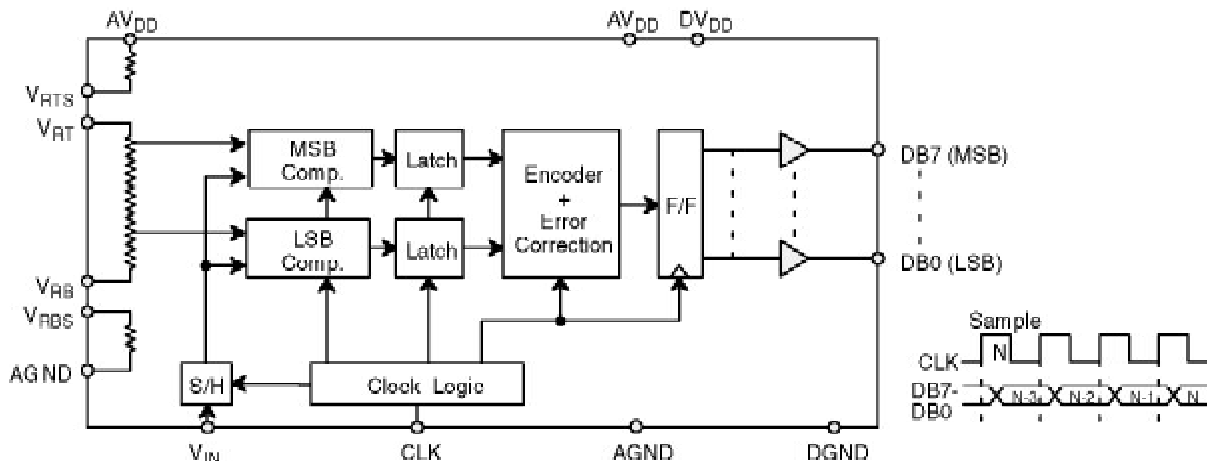 AVDD
AVDD
DVDD
VRTS
VRT
MSB
Comp.
Latch
Encoder
+
Error
Correction
F/F
DB7 (MSB)
LSB
Comp.
Latch
DB0 (LSB)
VRB
VRBS
AGND
S/H
Clock Logic
VIN
CLK
AGND
DGND
Sample
CLK
N
DB7-
DB0
N-3
N-2
N-1
N